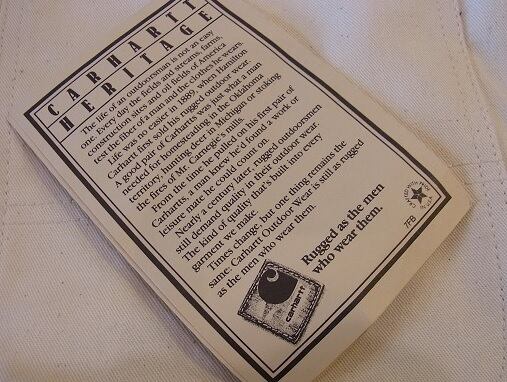 CARHARTT
HERITAGE
The life of an outdoorsman is not an easy
one. Every day the fields and streams, farms,
construction sites and oil fields of America
test the fiber of a man and the clothes he wears.
Life was no easier in 1889, when Hamilton
Carhartt first sold his rugged outdoor wear.
A good pair of Carhartts was just what a man
needed for homesteading in the Oklahoma
territory, hunting deer in Michigan or stoking
the fires of Mr. Carnegie's mills.
From the time he pulled on his first pair of
Carhartts, a man knew he'd found a work or
leisure mate he could count on.
Nearly a century later, rugged outdoorsmen
still demand quality in their outdoor wear.
The kind of quality that's built into every
garment we make.
Times change, but one thing remains the
same: Carhartt Outdoor Wear is still as rugged
as the men who wear them.
Rugged as the men
who wear them.
carhartt
CRAFTED WITH PRIDE
IN U.S.A.
7FB